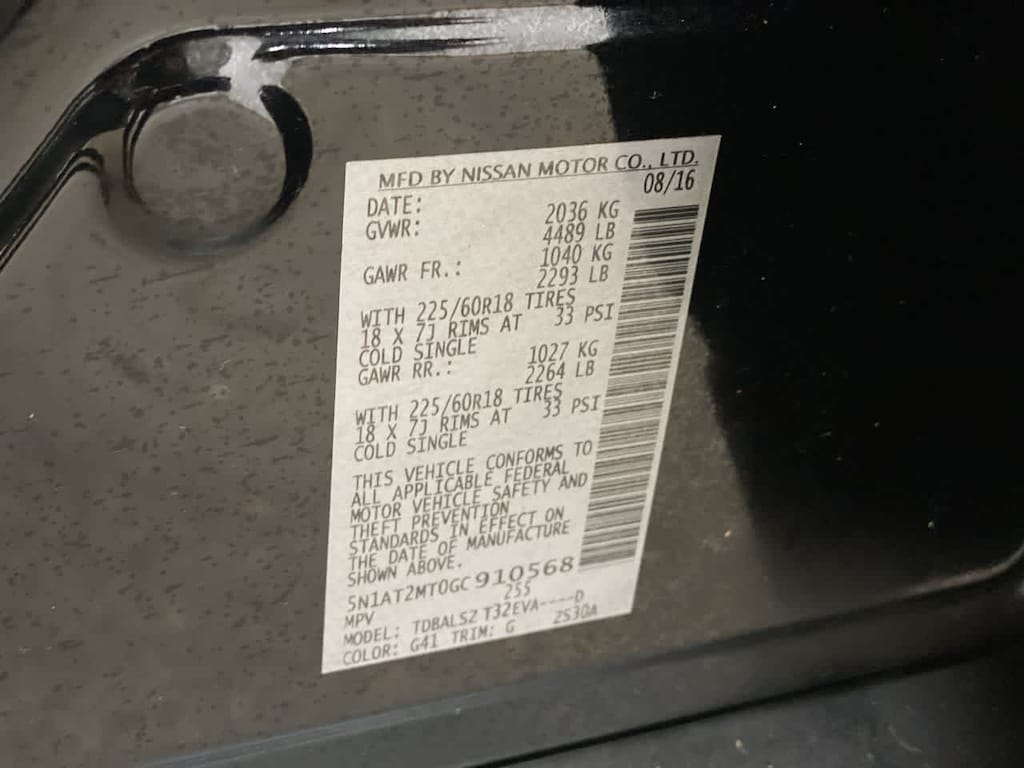 MFD BY NISSAN MOTOR CO., LTD.
DATE: 08/16
GVWR: 2036 KG
4489 LB
GAWR FR.: 1040 KG
2293 LB
WITH 225/60R18 TIRES
18 X 7J RIMS AT 33 PSI
COLD SINGLE
GAWR RR.: 1027 KG
2264 LB
WITH 225/60R18 TIRES
18 X 7J RIMS AT 33 PSI
COLD SINGLE
THIS VEHICLE CONFORMS TO
ALL APPLICABLE FEDERAL
MOTOR VEHICLE SAFETY AND
THEFT PREVENTION
STANDARDS IN EFFECT ON
THE DATE OF MANUFACTURE
SHOWN ABOVE.
5N1AT2MT0GC910568
MPV 255
MODEL: TDBALSZ T32EVA----D
COLOR: G41 TRIM: G 2S30A